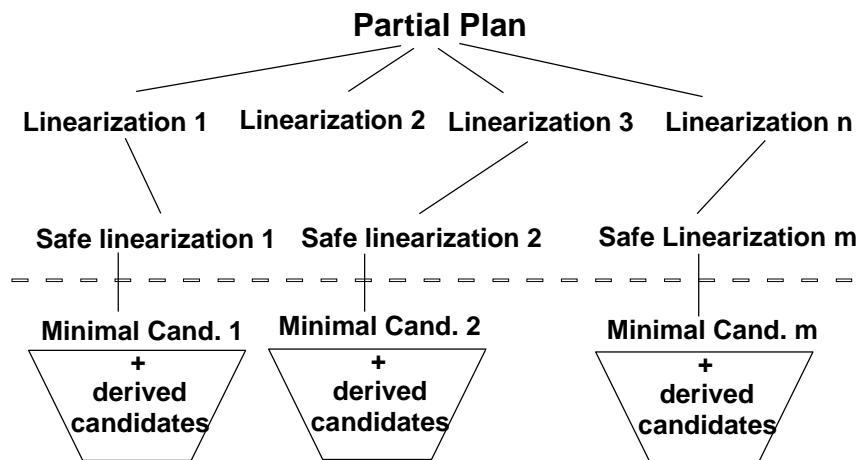 Partial Plan
Linearization 1
Linearization 2
Linearization 3
Linearization n
Safe linearization 1
Safe linearization 2
Safe Linearization m
Minimal Cand. 1
Minimal Cand. 2
Minimal Cand. m
+
derived
candidates
+
derived
candidates
+
derived
candidates